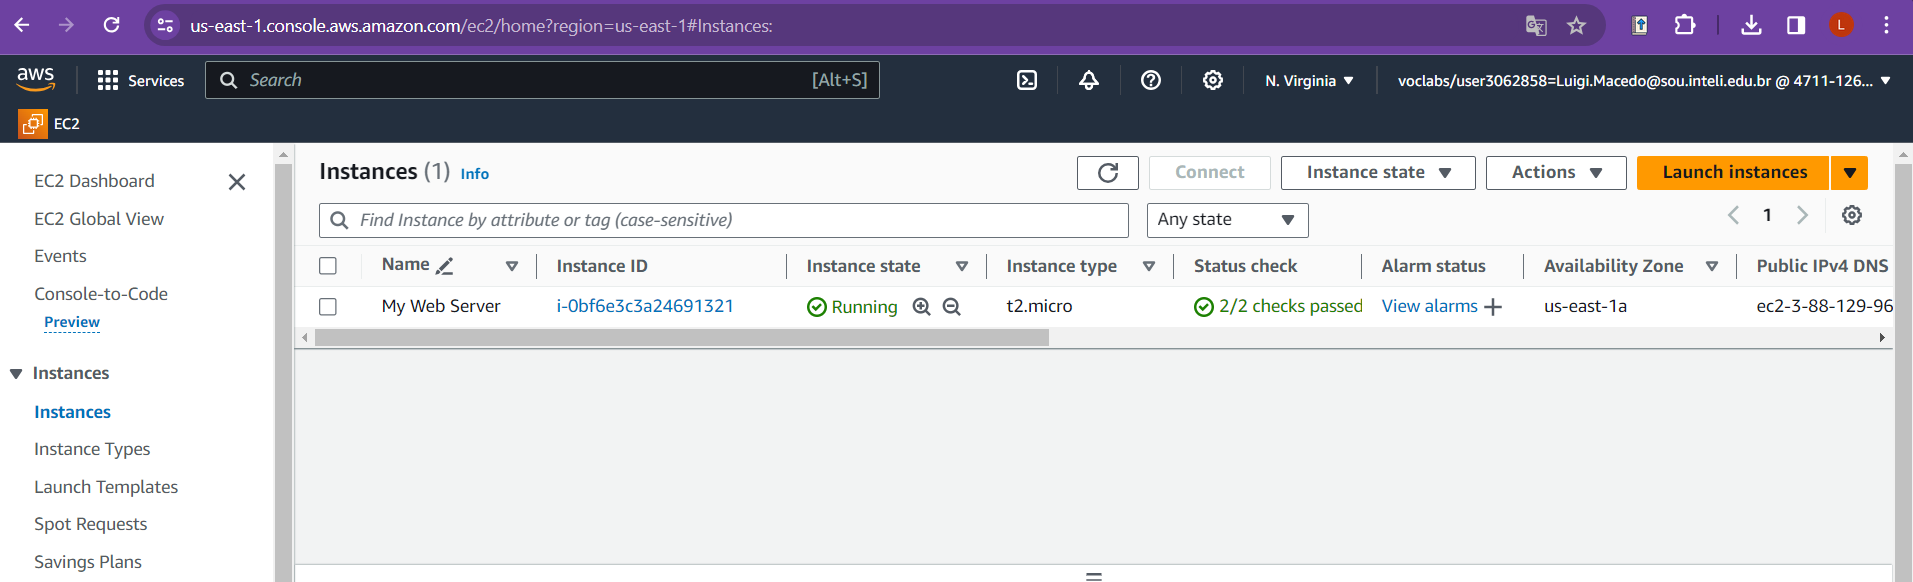 us-east-1.console.aws.amazon.com/ec2/home?region=us-east-1#Instances:
L
aws
Services
Search
[Alt+S]
N. Virginia
voclabs/user3062858=Luigi.Macedo@sou.inteli.edu.br @ 4711-126...
EC2
EC2 Dashboard
EC2 Global View
Events
Console-to-Code
Preview
Instances
Instances
Instance Types
Launch Templates
Spot Requests
Savings Plans
Instances (1) Info
Connect
Instance state
Actions
Launch instances
Find Instance by attribute or tag (case-sensitive)
Any state
1
Name Instance ID Instance state Instance type Status check Alarm status Availability Zone Public IPv4 DNS
My Web Server i-0bf6e3c3a24691321 Running t2.micro 2/2 checks passed View alarms + us-east-1a ec2-3-88-129-96